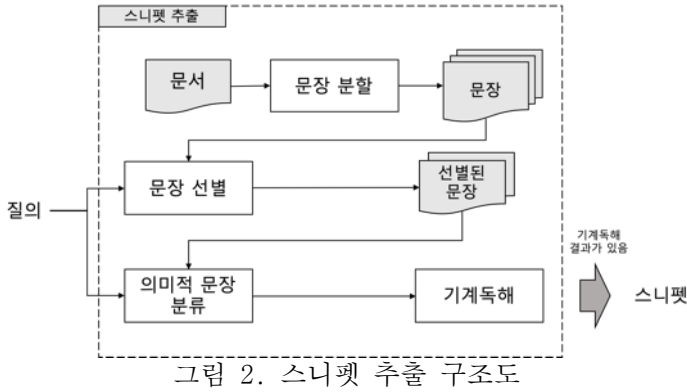 스니펫 추출
문서
문장 분할
문장
문장 선별
선별된
문장
질의
의미적 문장
분류
기계독해
기계독해
결과가 있음
스니펫
그림 2. 스니펫 추출 구조도